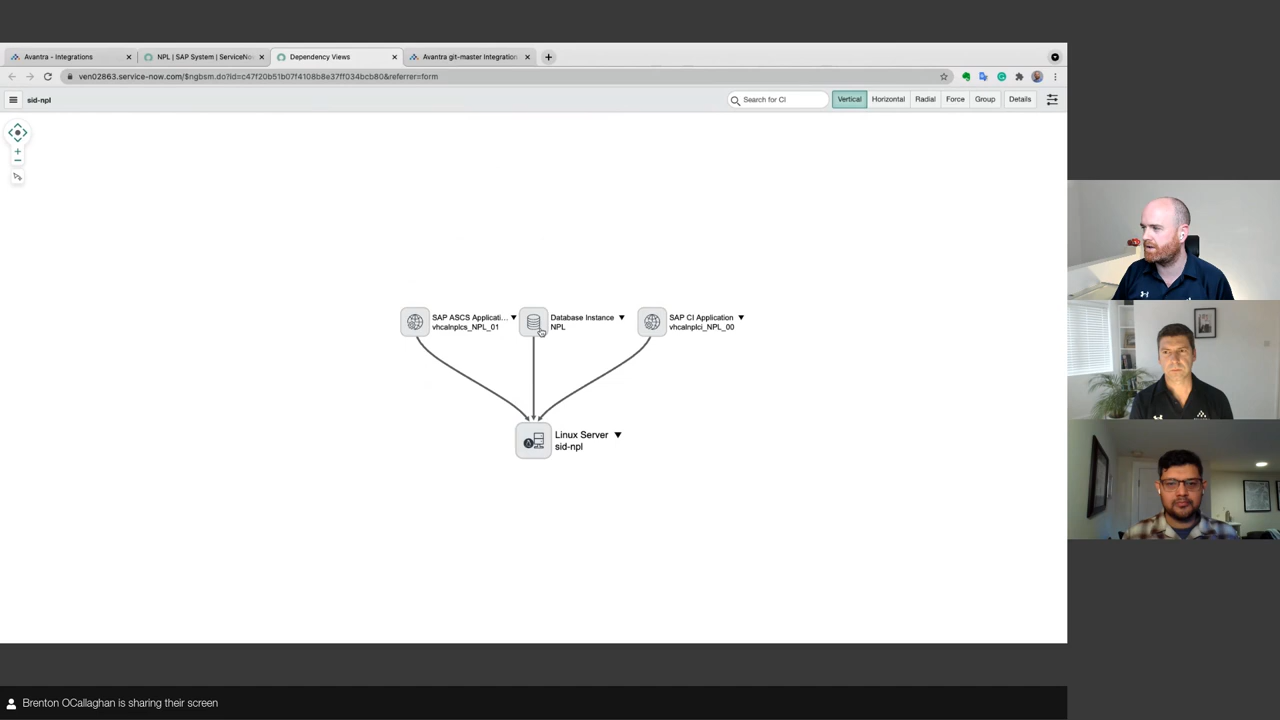 Avantra - Integrations
NPL | SAP System | ServiceNo
Dependency Views
Avantra git-master Integration
ven02863.service-now.com/$ngbsm.do?id=c47f20b51b07f4108b8e37ff034bcb80&referrer=form
sid-npl
Search for CI
Vertical
Horizontal
Radial
Force
Group
Details
SAP ASCS Applicati...
vhcalnplcs_NPL_01
Database Instance
NPL
SAP CI Application
vhcalnplci_NPL_00
Linux Server
sid-npl
Brenton OCallaghan is sharing their screen